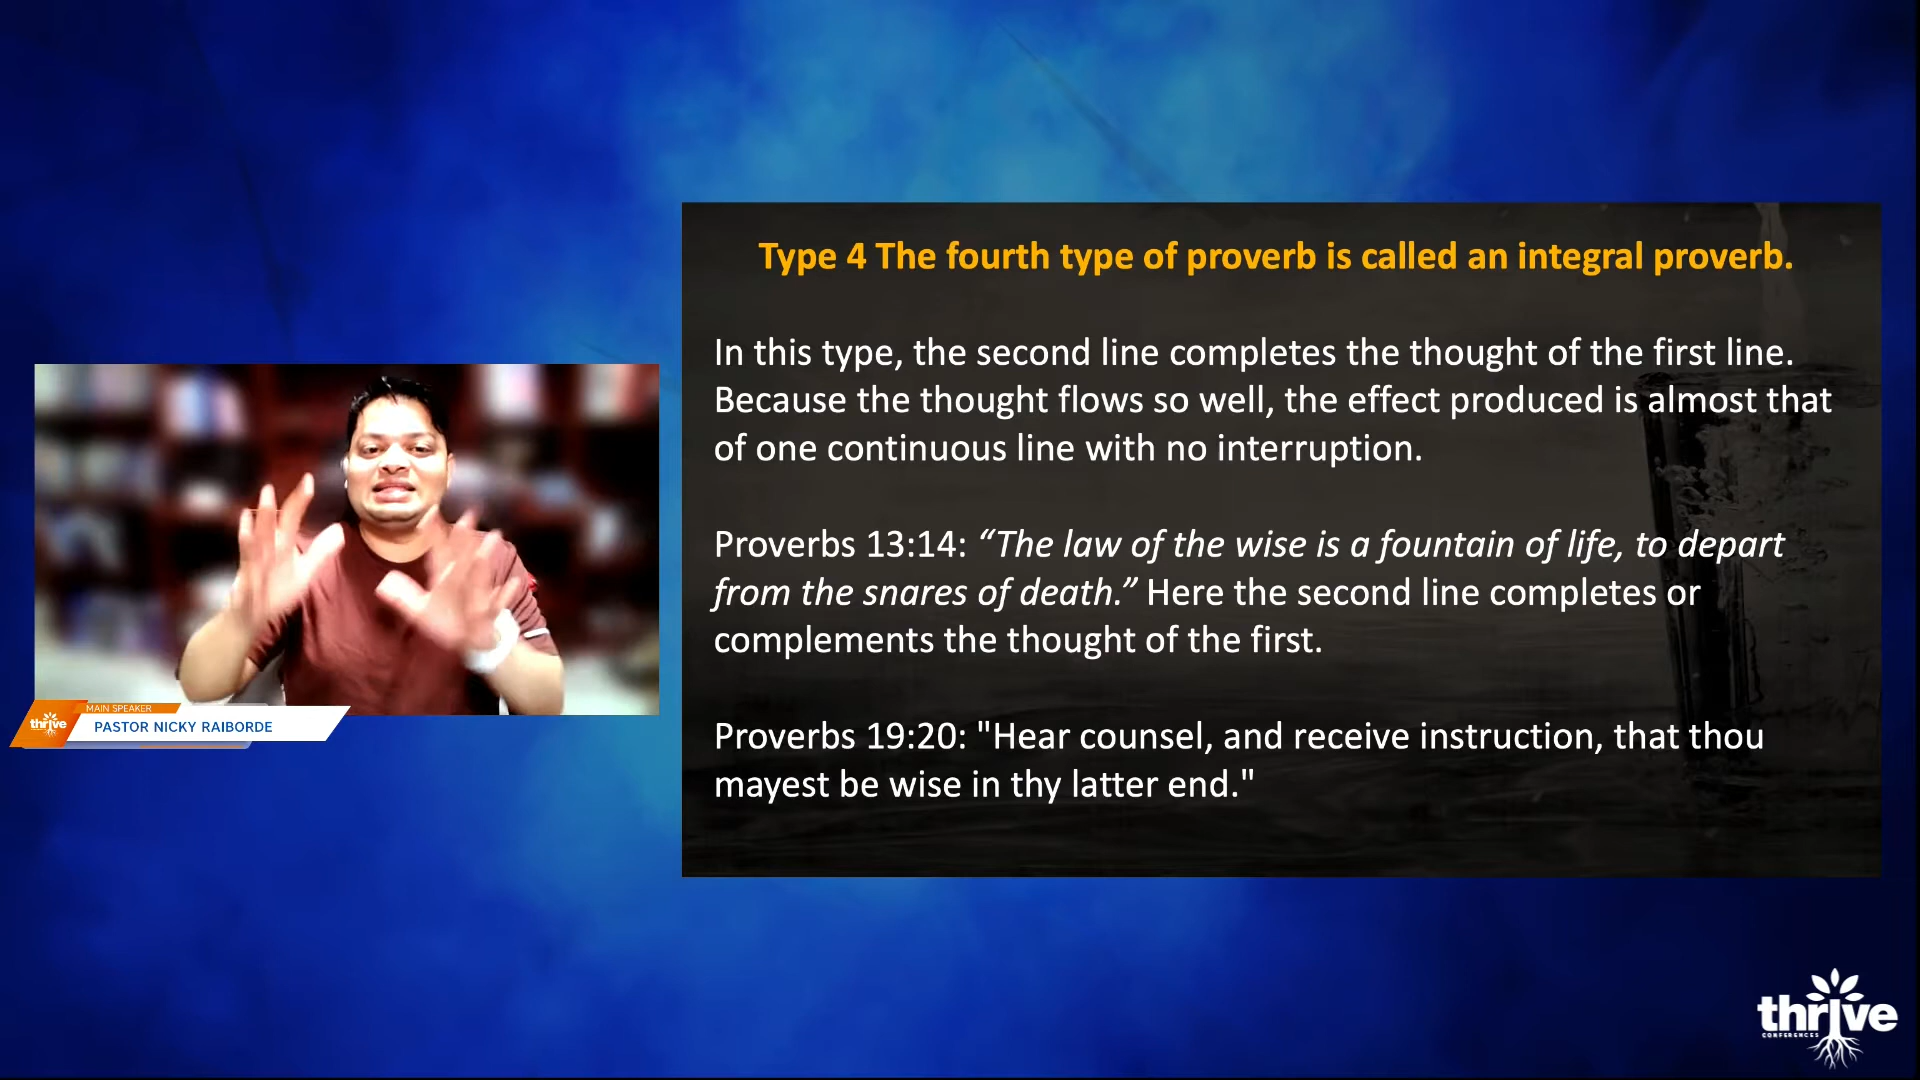 Type 4 The fourth type of proverb is called an integral proverb.
In this type, the second line completes the thought of the first line.
Because the thought flows so well, the effect produced is almost that
of one continuous line with no interruption.
Proverbs 13:14: “The law of the wise is a fountain of life, to depart
from the snares of death.” Here the second line completes or
complements the thought of the first.
Proverbs 19:20: "Hear counsel, and receive instruction, that thou
mayest be wise in thy latter end."
MAIN SPEAKER
thrive
PASTOR NICKY RAIBORDE
thrive
CONFERENCES